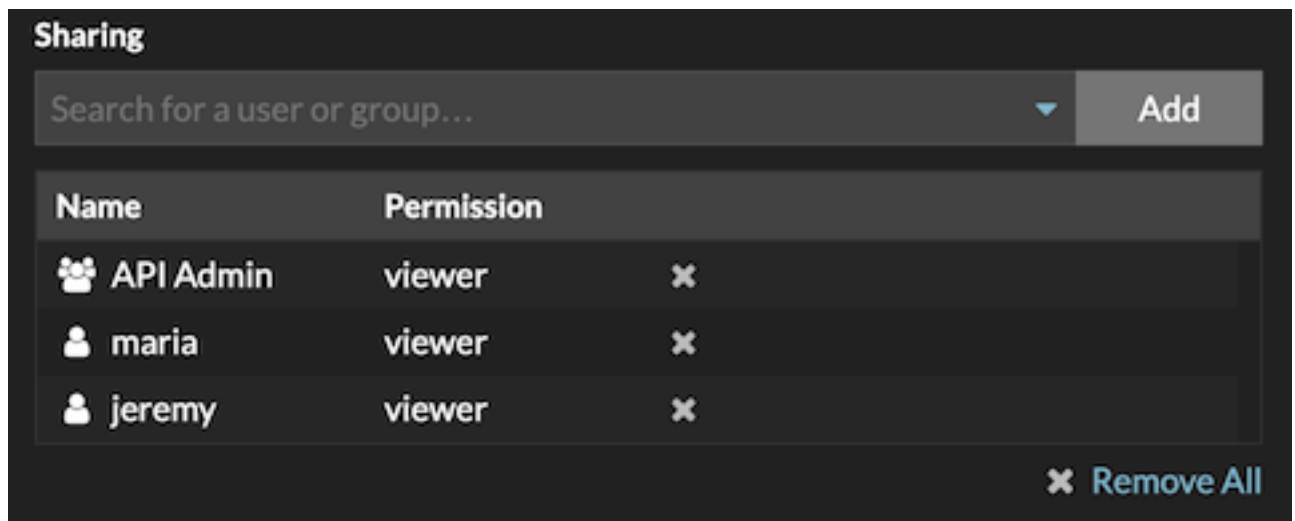 Sharing
Search for a user or group... Add
Name Permission
API Admin viewer
maria viewer
jeremy viewer
Remove All